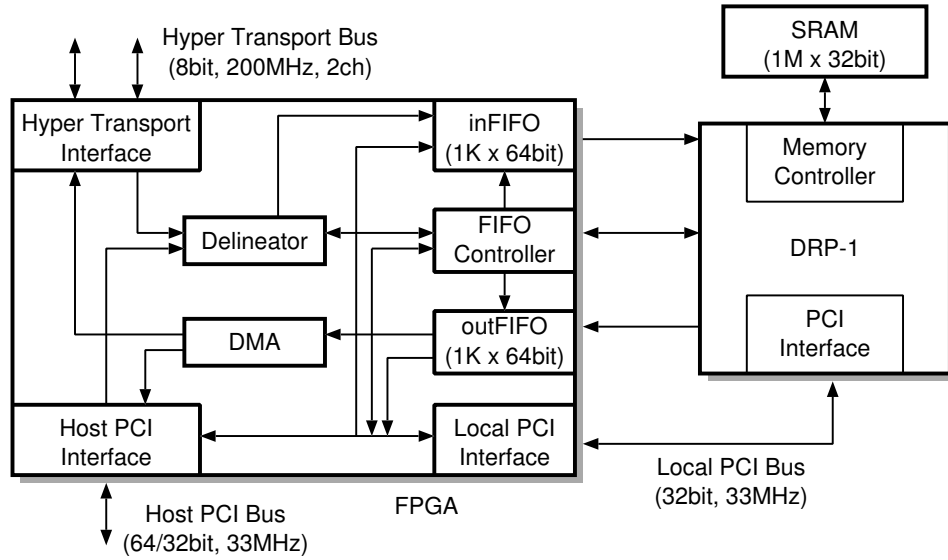 Hyper Transport Bus
(8bit, 200MHz, 2ch)
SRAM
(1M x 32bit)
Hyper Transport
Interface
inFIFO
(1K x 64bit)
Memory
Controller
Delineator
FIFO
Controller
DRP-1
DMA
outFIFO
(1K x 64bit)
PCI
Interface
Host PCI
Interface
Local PCI
Interface
FPGA
Local PCI Bus
(32bit, 33MHz)
Host PCI Bus
(64/32bit, 33MHz)